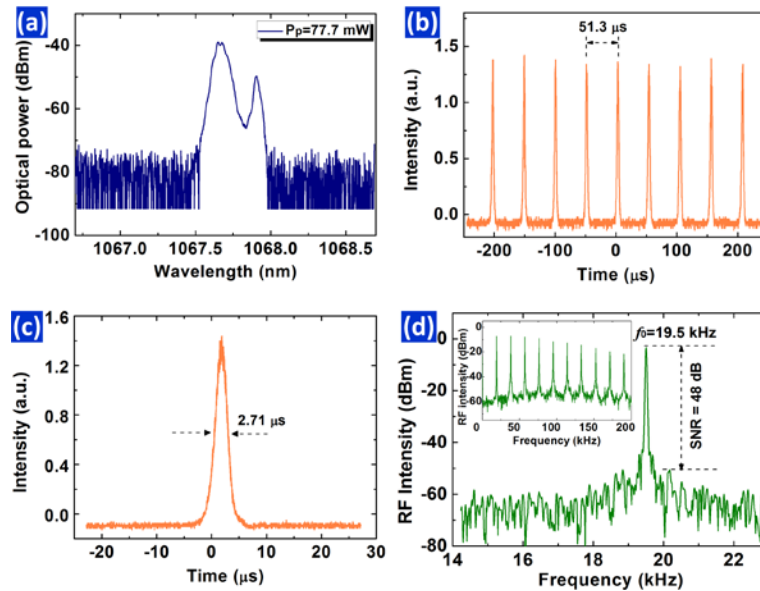 (a)
Pp=77.7 mW
-40
-60
-80
-100
Optical power (dBm)
1067.0 1067.5 1068.0 1068.5
Wavelength (nm)
(b)
51.3 μs
1.5
1.0
0.5
0.0
Intensity (a.u.)
-200 -100 0 100 200
Time (μs)
(c)
1.6
1.2
0.8
0.4
0.0
Intensity (a.u.)
2.71 μs
-20 -10 0 10 20 30
Time (μs)
(d)
f0=19.5 kHz
SNR = 48 dB
0
-20
-40
-60
-80
RF Intensity (dBm)
14 16 18 20 22
Frequency (kHz)
0
-20
-40
-60
RF intensity (dBm)
0 25 50 75 100 125 150 175 200
Frequency (kHz)